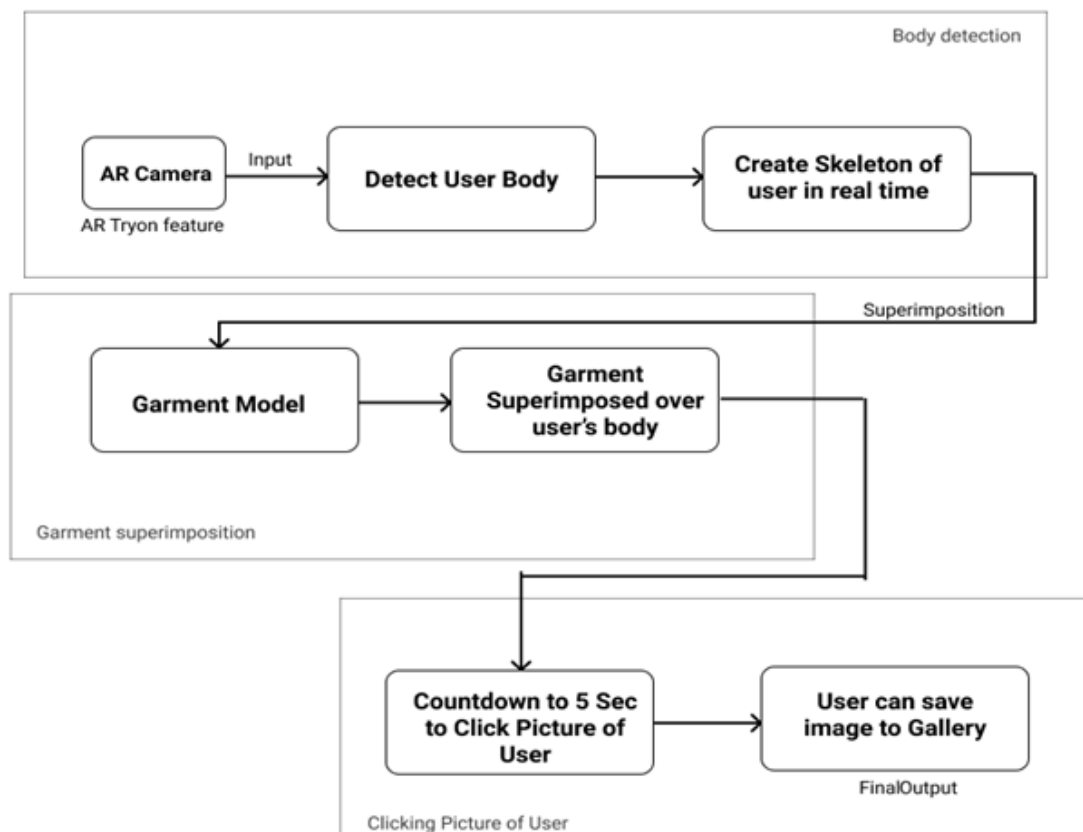 Body detection
AR Camera
AR Tryon feature
Input
Detect User Body
Create Skeleton of
user in real time
Superimposition
Garment Model
Garment
Superimposed over
user's body
Garment superimposition
Countdown to 5 Sec
to Click Picture of
User
User can save
image to Gallery
FinalOutput
Clicking Picture of User